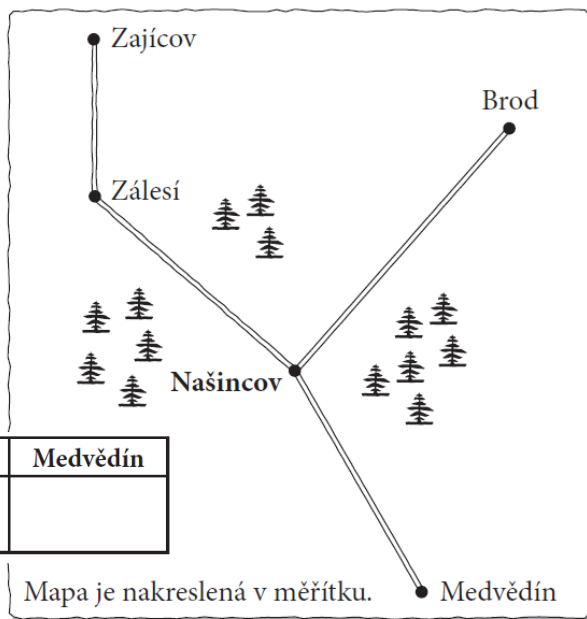 Zajícov
Brod
Zálesí
Našincov
Medvědín
Mapa je nakreslená v měřítku.
Medvědín